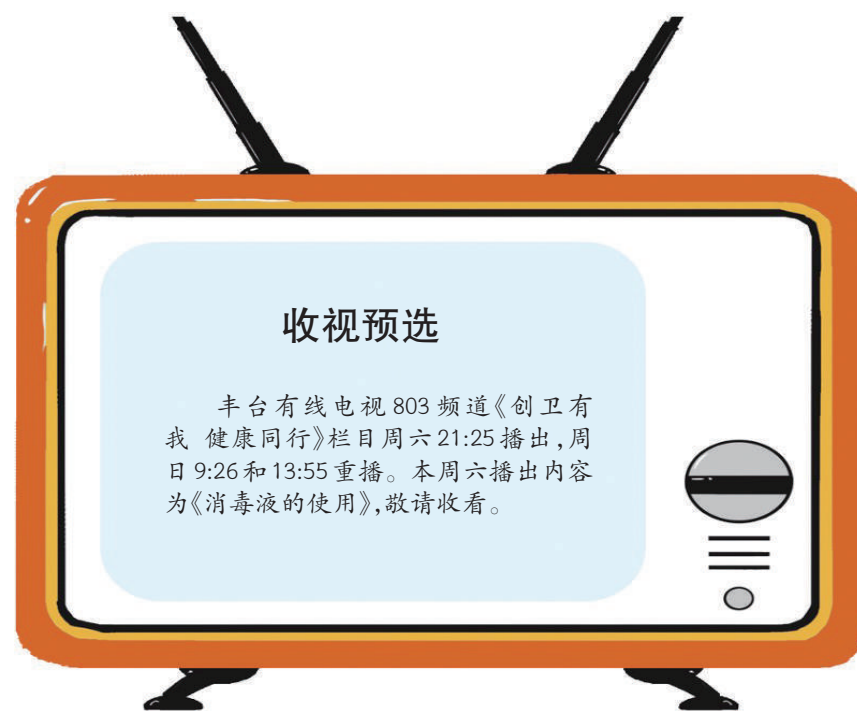 收视预选
丰台有线电视803频道《创卫有
我 健康同行》栏目周六21:25播出,周
日9:26和13:55重播。本周六播出内容
为《消毒液的使用》,敬请收看。